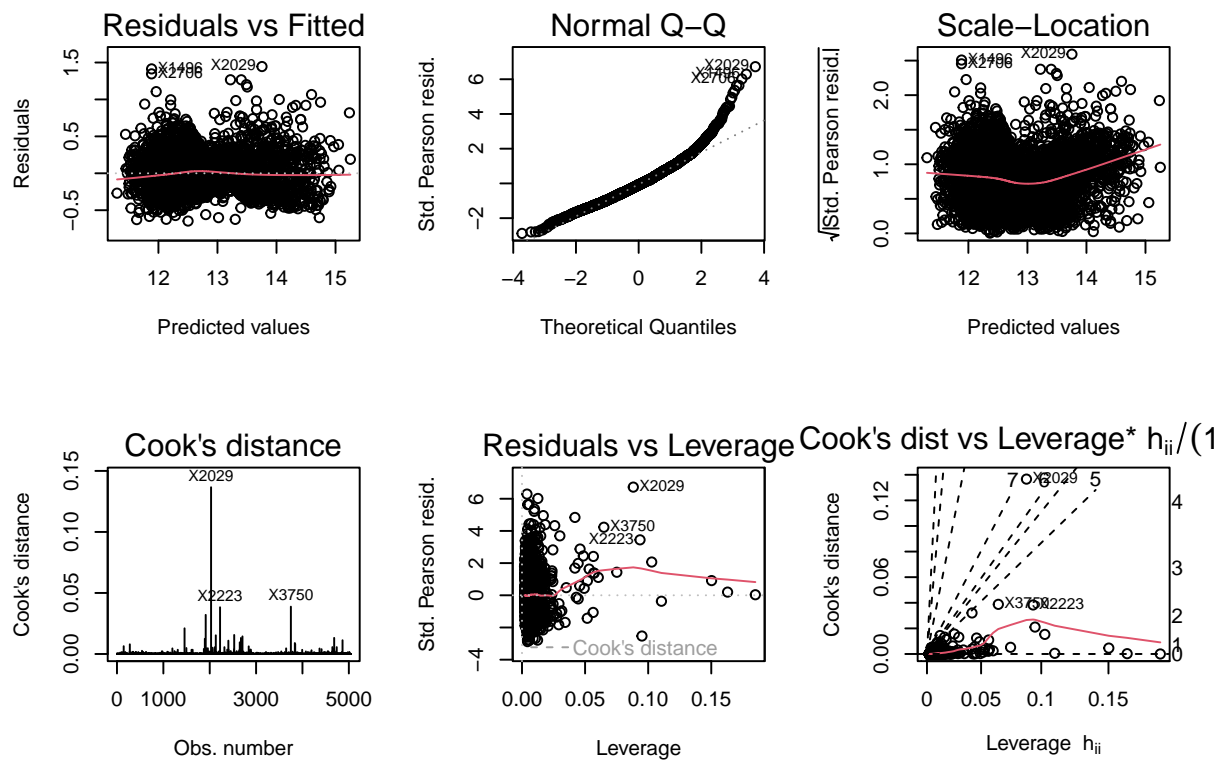 Residuals vs Fitted
Residuals
1.5
0.5
−0.5
X1496
X2706
X2029
12 13 14 15
Predicted values
Normal Q−Q
Std. Pearson resid.
6
4
2
−2
X2029
X1496
X2706
−4 −2 0 2 4
Theoretical Quantiles
Scale−Location
√|Std. Pearson resid.|
2.0
1.0
0.0
X1496
X2706
X2029
12 13 14 15
Predicted values
Cook's distance
Cook's distance
0.15
0.10
0.05
0.00
X2029
X2223
X3750
0 1000 3000 5000
Obs. number
Residuals vs Leverage
Std. Pearson resid.
6
4
2
0
−4
X2029
X3750
X2223
Cook's distance
0.00 0.05 0.10 0.15
Leverage
Cook's dist vs Leverage* hii/(1
Cook's distance
0.12
0.06
0.00
7
X2029
6
5
4
3
2
1
0
X3750
X2223
0 0.05 0.1 0.15
Leverage hii